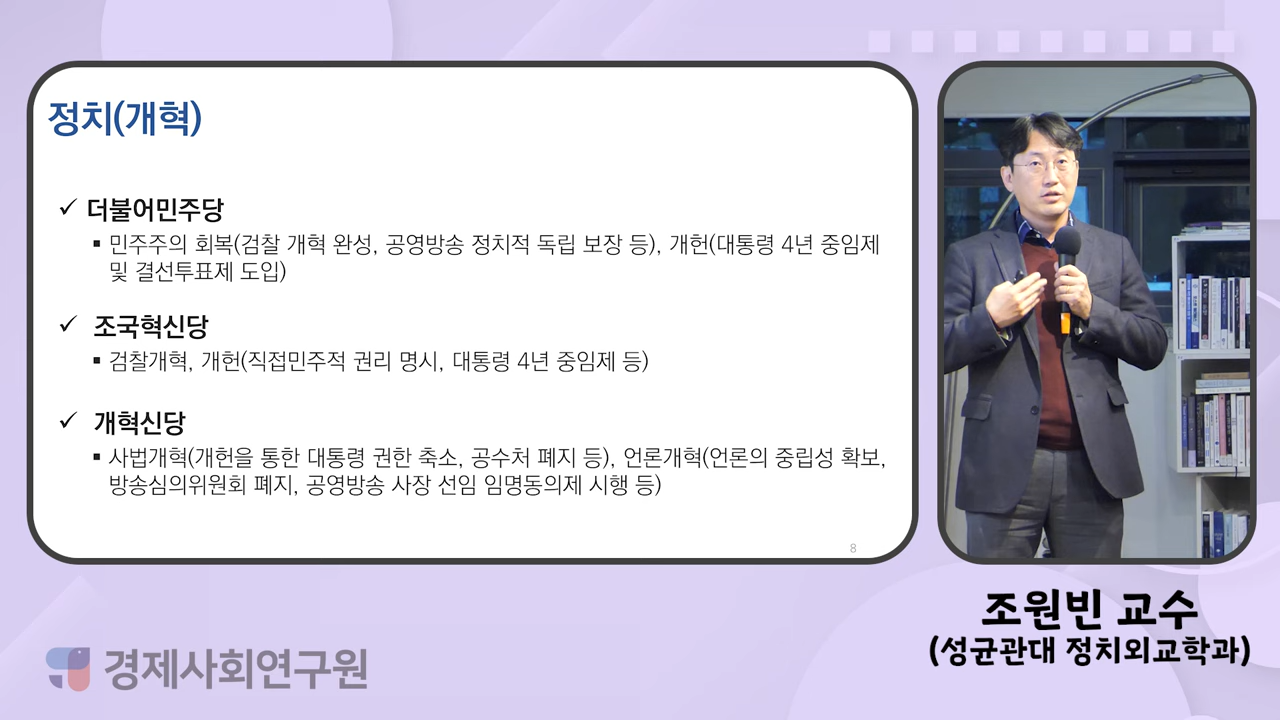 정치(개혁)
✓ 더불어민주당
▪ 민주주의 회복(검찰 개혁 완성, 공영방송 정치적 독립 보장 등), 개헌(대통령 4년 중임제
및 결선투표제 도입)
✓ 조국혁신당
▪ 검찰개혁, 개헌(직접민주적 권리 명시, 대통령 4년 중임제 등)
✓ 개혁신당
▪ 사법개혁(개헌을 통한 대통령 권한 축소, 공수처 폐지 등), 언론개혁(언론의 중립성 확보,
방송심의위원회 폐지, 공영방송 사장 선임 임명동의제 시행 등)
8
조원빈 교수
(성균관대 정치외교학과)
경제사회연구원